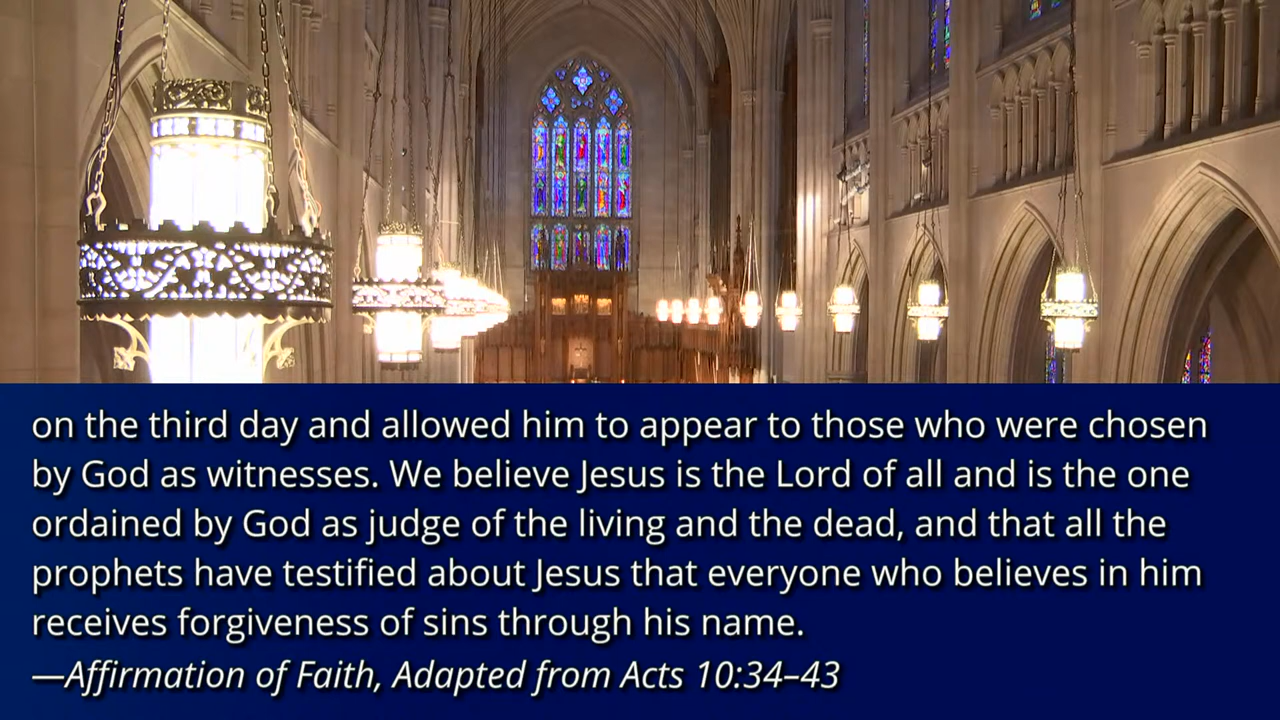 on the third day and allowed him to appear to those who were chosen
by God as witnesses. We believe Jesus is the Lord of all and is the one
ordained by God as judge of the living and the dead, and that all the
prophets have testified about Jesus that everyone who believes in him
receives forgiveness of sins through his name.
—Affirmation of Faith, Adapted from Acts 10:34–43